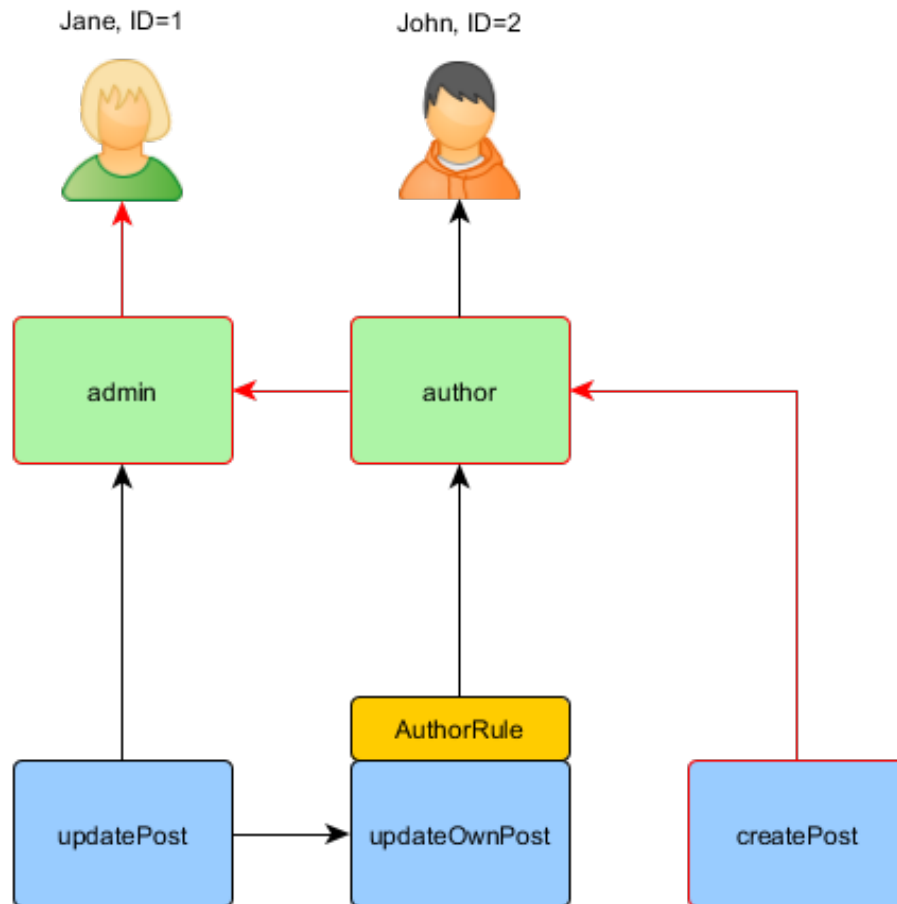 Jane, ID=1
John, ID=2
admin
author
AuthorRule
updatePost
updateOwnPost
createPost